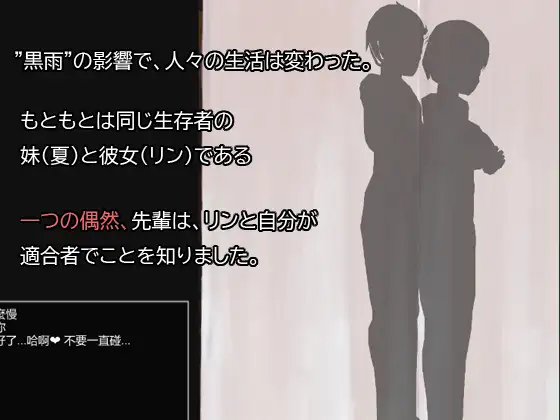 ”黒雨”の影響で、人々の生活は変わった。
もともとは同じ生存者の
妹(夏)と彼女(リン)である
一つの偶然、先輩は、リンと自分が
適合者でことを知りました。
麼慢
你
好了...哈啊❤ 不要一直碰...